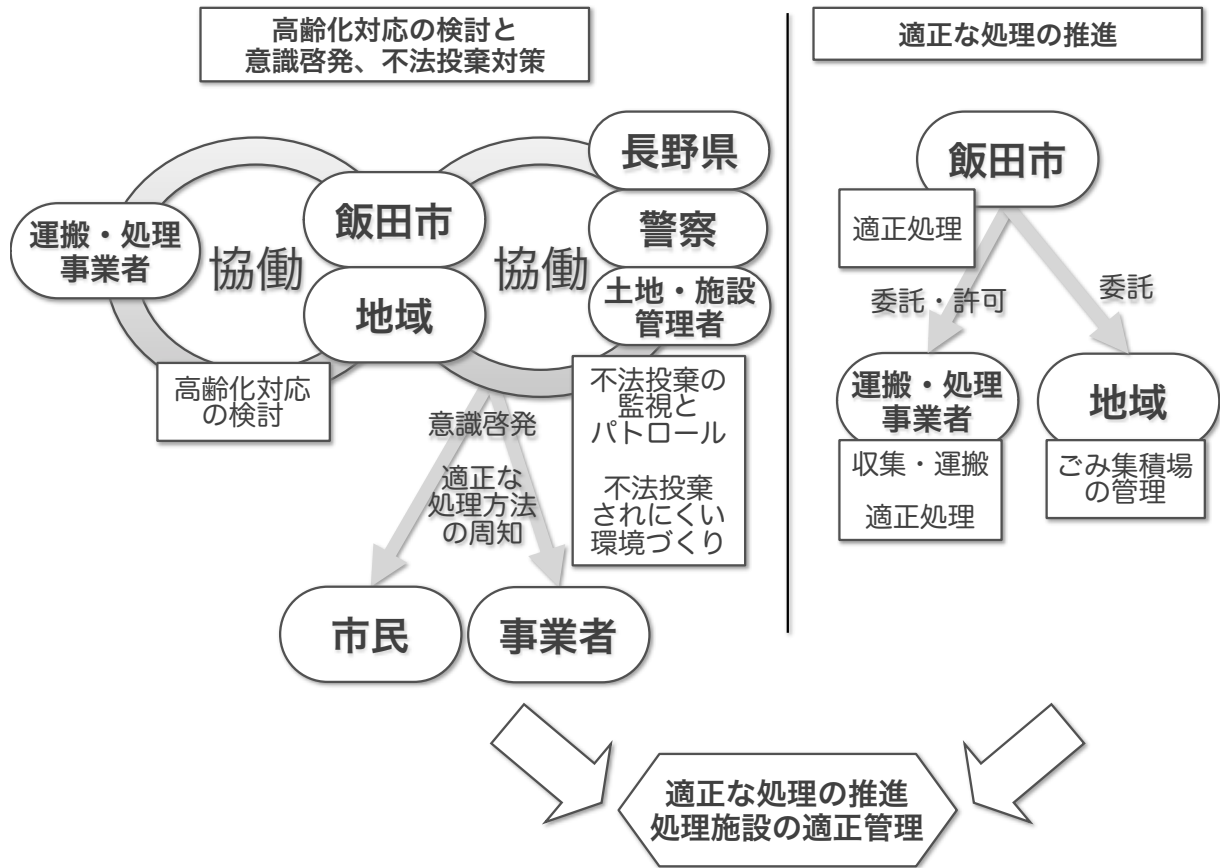 高齢化対応の検討と
意識啓発、不法投棄対策
長野県
飯田市
警察
運搬・処理
事業者
協働
協働
地域
土地・施設
管理者
高齢化対応
の検討
不法投棄の
監視と
パトロール
不法投棄
されにくい
環境づくり
意識啓発
適正な
処理方法
の周知
市民
事業者
適正な処理の推進
飯田市
適正処理
委託・許可
委託
運搬・処理
事業者
地域
収集・運搬
適正処理
ごみ集積場
の管理
適正な処理の推進
処理施設の適正管理